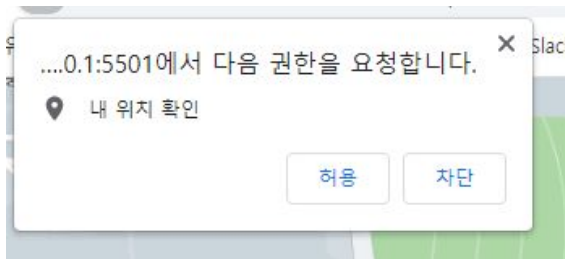 ....0.1:5501에서 다음 권한을 요청합니다.
Slac
내 위치 확인
허용
차단